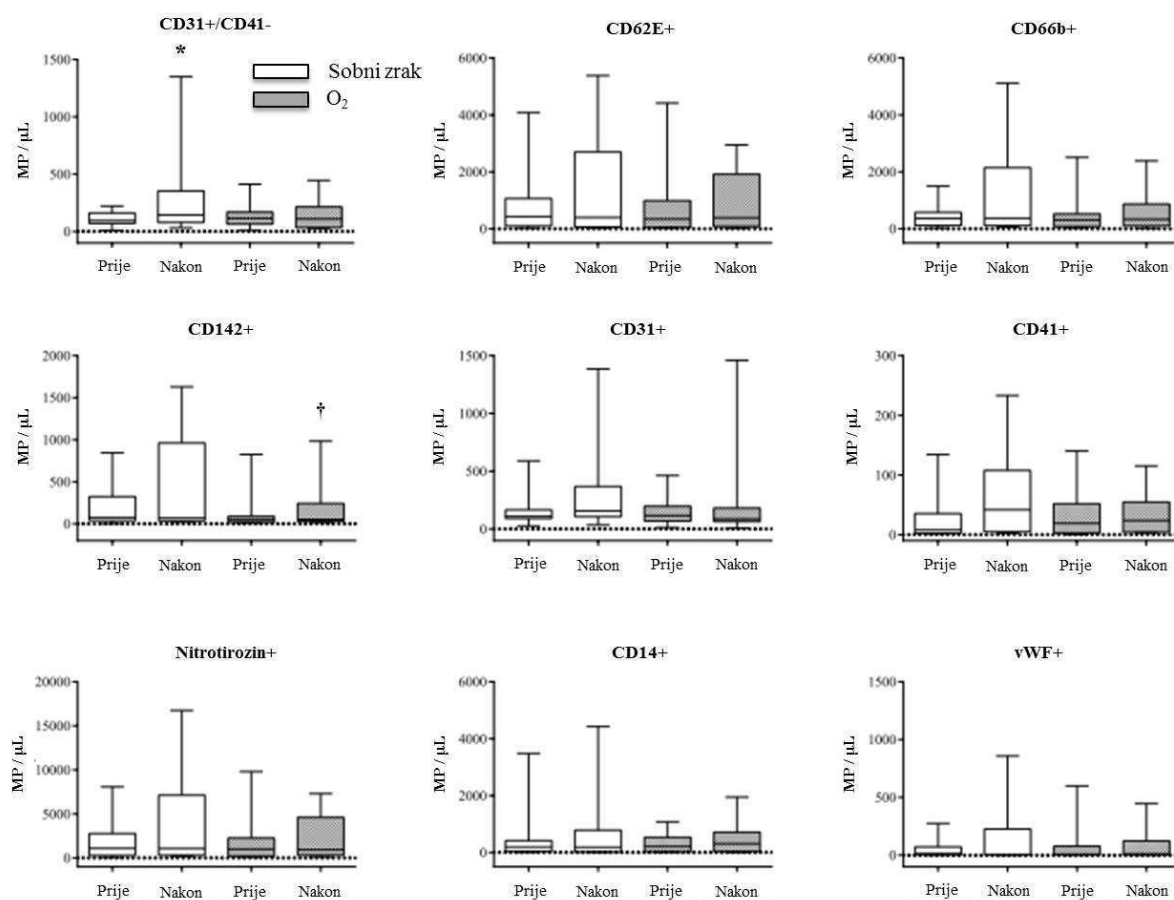 CD31+/CD41-
*
MP / µL
1500
1000
500
0
Prije Nakon Prije Nakon
Sobni zrak
O₂
CD62E+
MP / µL
6000
4000
2000
0
Prije Nakon Prije Nakon
CD66b+
MP / µL
6000
4000
2000
0
Prije Nakon Prije Nakon
CD142+
†
MP / µL
2000
1500
1000
500
0
Prije Nakon Prije Nakon
CD31+
MP / µL
1500
1000
500
0
Prije Nakon Prije Nakon
CD41+
MP / µL
300
200
100
0
Prije Nakon Prije Nakon
Nitrotirozin+
MP / µL
20000
15000
10000
5000
0
Prije Nakon Prije Nakon
CD14+
MP / µL
6000
4000
2000
0
Prije Nakon Prije Nakon
vWF+
MP / µL
1500
1000
500
0
Prije Nakon Prije Nakon